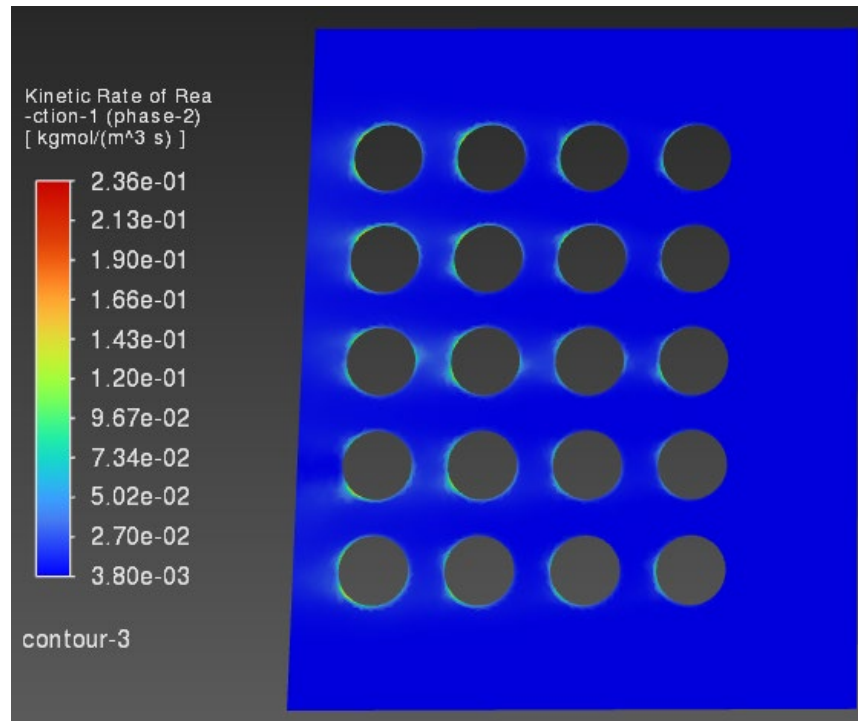 Kinetic Rate of Rea
-ction-1 (phase-2)
[ kgmol/(m^3 s) ]
2.36e-01
2.13e-01
1.90e-01
1.66e-01
1.43e-01
1.20e-01
9.67e-02
7.34e-02
5.02e-02
2.70e-02
3.80e-03
contour-3